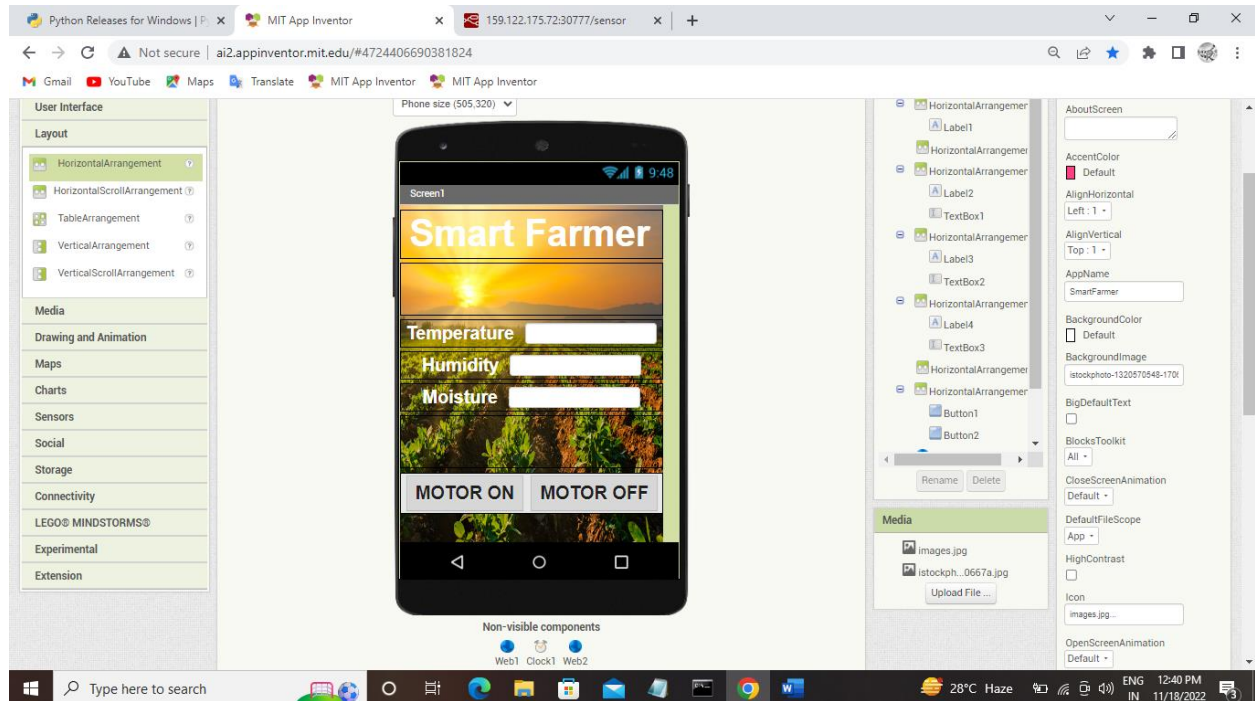 Python Releases for Windows | Py
MIT App Inventor
159.122.175.72:30777/sensor
Not secure
ai2.appinventor.mit.edu/#4724406690381824
Gmail
YouTube
Maps
Translate
MIT App Inventor
MIT App Inventor
User Interface
Layout
HorizontalArrangement
HorizontalScrollArrangement
TableArrangement
VerticalArrangement
VerticalScrollArrangement
Media
Drawing and Animation
Maps
Charts
Sensors
Social
Storage
Connectivity
LEGO® MINDSTORMS®
Experimental
Extension
Phone size (505,320)
9:48
Screen1
Smart Farmer
Temperature
Humidity
Moisture
MOTOR ON
MOTOR OFF
Non-visible components
Web1 Clock1 Web2
HorizontalArrangemer
Label1
HorizontalArrangemer
HorizontalArrangemer
Label2
TextBox1
HorizontalArrangemer
Label3
TextBox2
HorizontalArrangemer
Label4
TextBox3
HorizontalArrangemer
HorizontalArrangemer
Button1
Button2
Rename Delete
Media
images.jpg
istockph...0667a.jpg
Upload File ...
AboutScreen
AccentColor
Default
AlignHorizontal
Left : 1
AlignVertical
Top : 1
AppName
SmartFarmer
BackgroundColor
Default
BackgroundImage
istockphoto-1320570548-170
BigDefaultText
BlocksToolkit
All
CloseScreenAnimation
Default
DefaultFileScope
App
HighContrast
Icon
images.jpg...
OpenScreenAnimation
Default
Type here to search
28°C Haze
ENG
IN
12:40 PM
11/18/2022
3